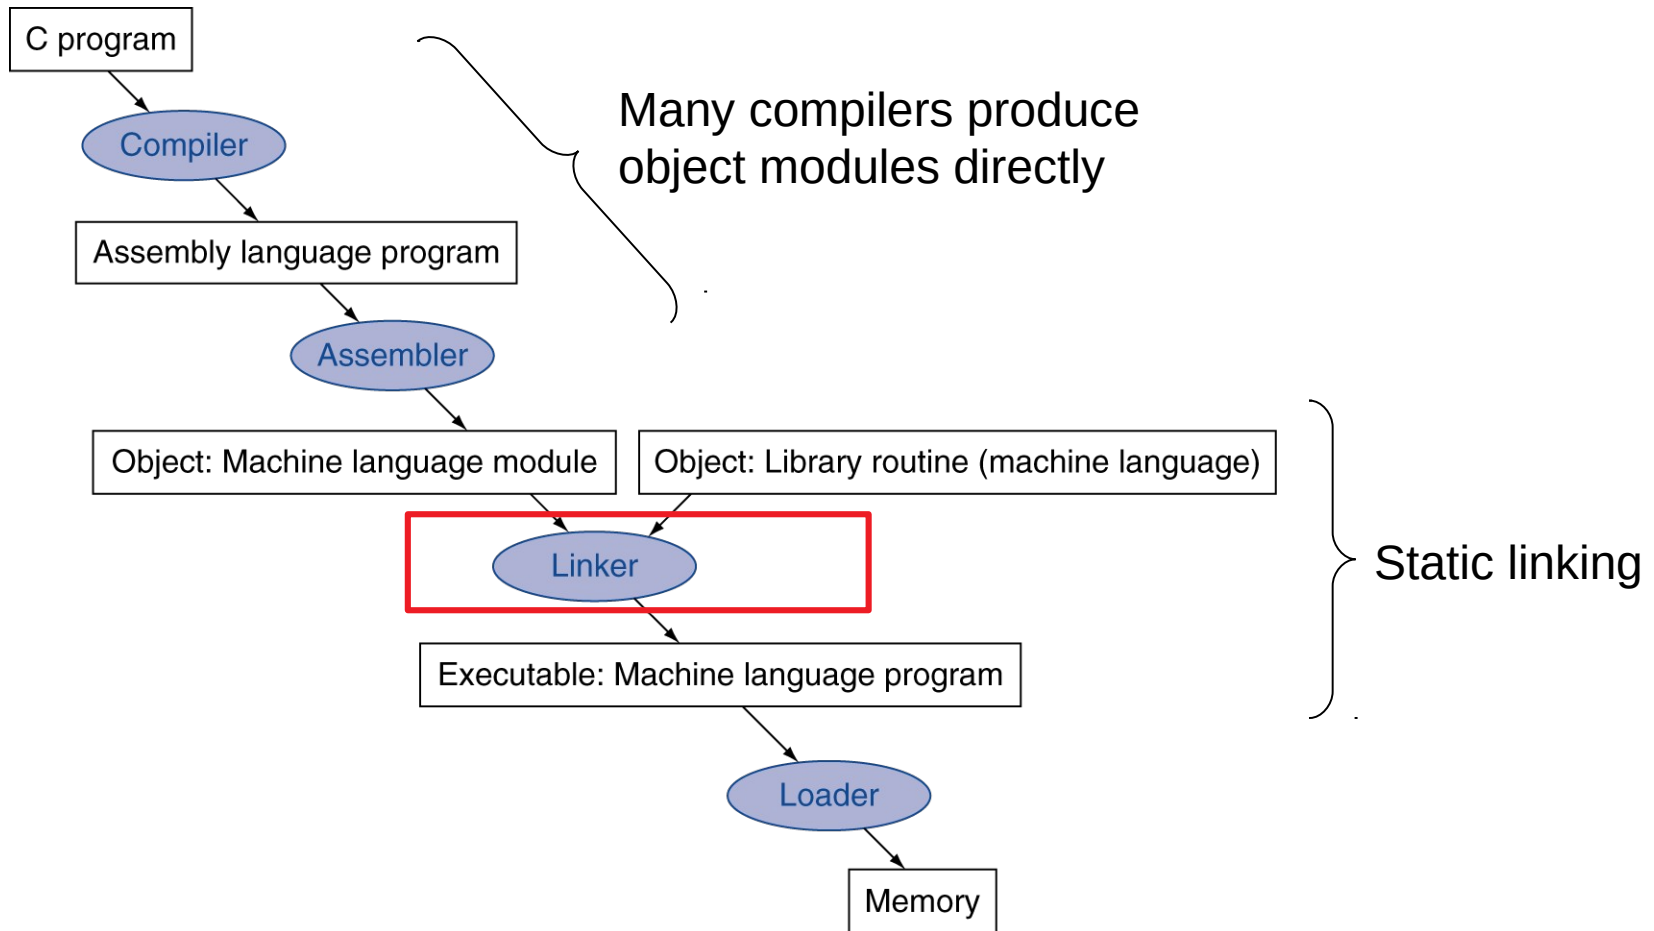 C program
Many compilers produce
object modules directly
Compiler
Assembly language program
Assembler
Object: Machine language module
Object: Library routine (machine language)
Linker
Static linking
Executable: Machine language program
Loader
Memory